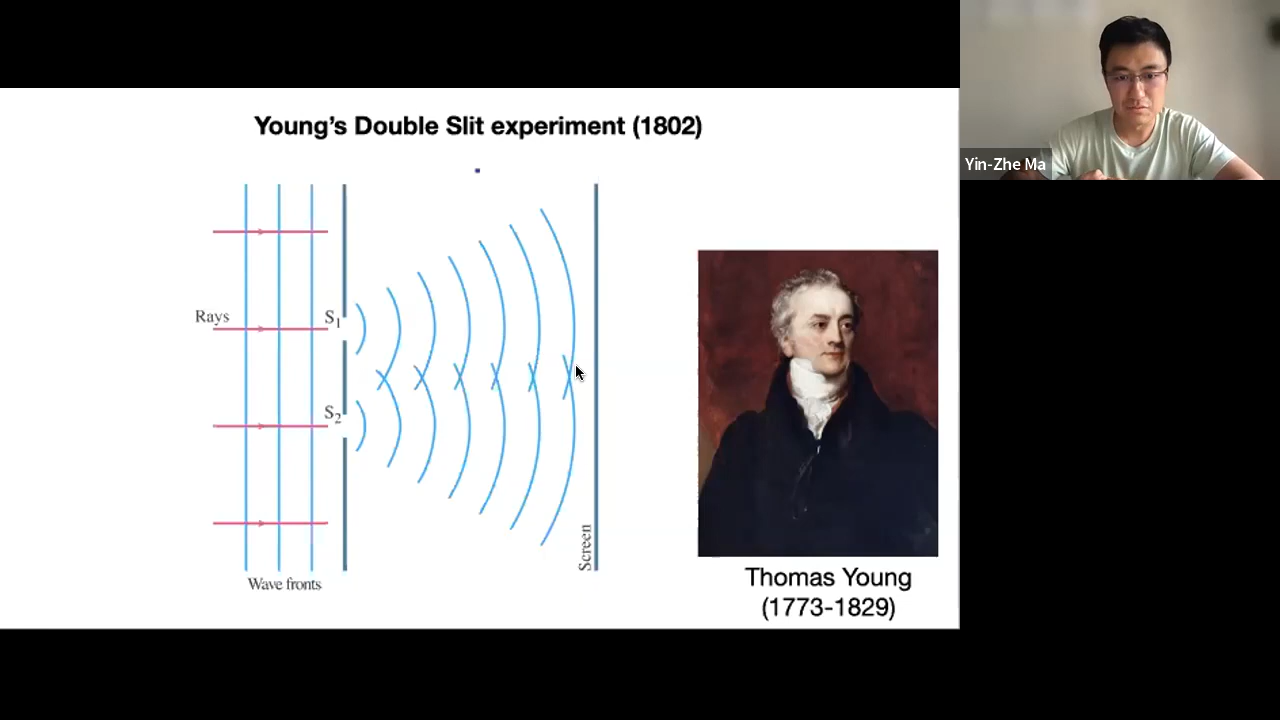 Young's Double Slit experiment (1802)
Yin-Zhe Ma
Rays
S1
S2
Screen
Wave fronts
Thomas Young
(1773-1829)